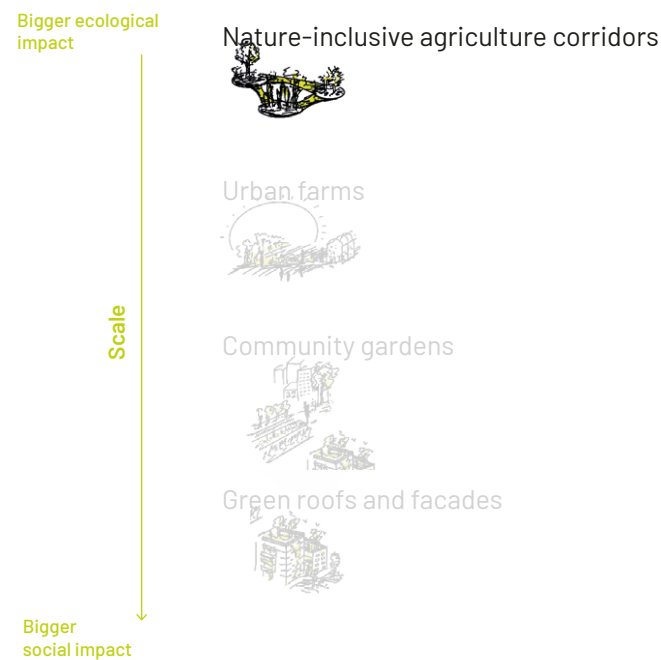 Bigger ecological
impact
Nature-inclusive agriculture corridors
Urban farms
Scale
Community gardens
Green roofs and facades
Bigger
social impact